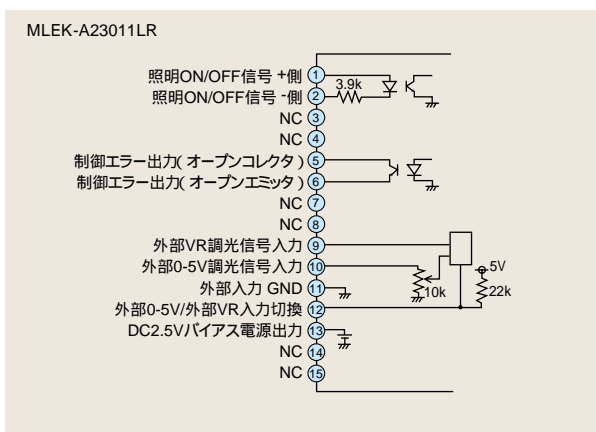 MLEK-A23011LR
照明ON/OFF信号 +側 1
3.9k
照明ON/OFF信号 -側 2
NC 3
NC 4
制御エラー出力(オープンコレクタ) 5
制御エラー出力(オープンエミッタ) 6
NC 7
NC 8
外部VR調光信号入力 9
外部0-5V調光信号入力 10
5V
外部入力 GND 11
10k
22k
外部0-5V/外部VR入力切換 12
DC2.5Vバイアス電源出力 13
NC 14
NC 15